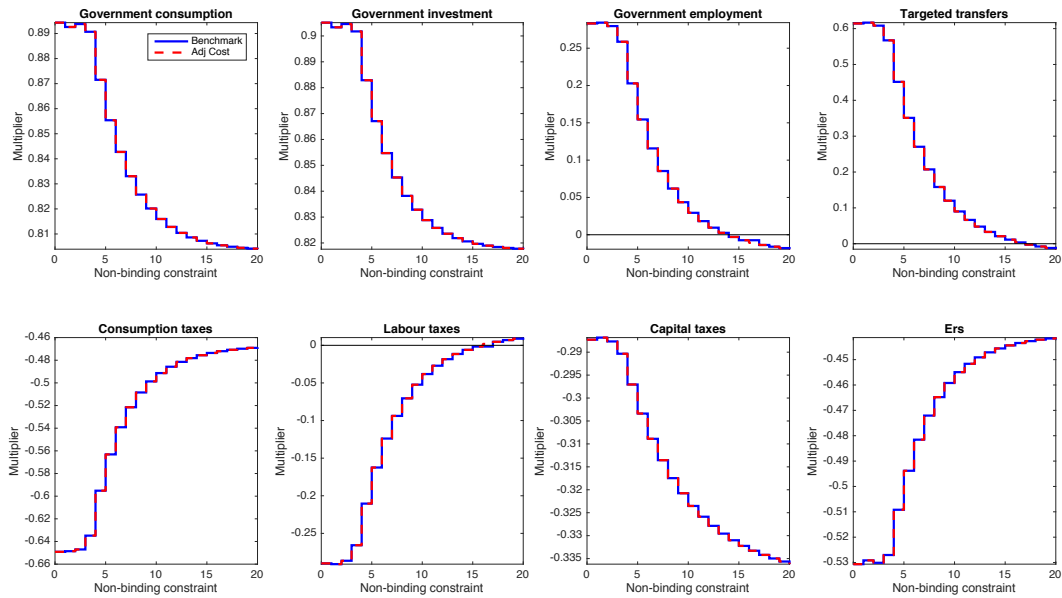 Government consumption
Multiplier
0.89
0.88
0.87
0.86
0.85
0.84
0.83
0.82
0.81
0 5 10 15 20
Non-binding constraint
Benchmark
Adj Cost
Government investment
Multiplier
0.9
0.89
0.88
0.87
0.86
0.85
0.84
0.83
0.82
0 5 10 15 20
Non-binding constraint
Government employment
Multiplier
0.25
0.2
0.15
0.1
0.05
0
0 5 10 15 20
Non-binding constraint
Targeted transfers
Multiplier
0.6
0.5
0.4
0.3
0.2
0.1
0
0 5 10 15 20
Non-binding constraint
Consumption taxes
Multiplier
-0.46
-0.48
-0.5
-0.52
-0.54
-0.56
-0.58
-0.6
-0.62
-0.64
-0.66
0 5 10 15 20
Non-binding constraint
Labour taxes
Multiplier
0
-0.05
-0.1
-0.15
-0.2
-0.25
0 5 10 15 20
Non-binding constraint
Capital taxes
Multiplier
-0.29
-0.295
-0.3
-0.305
-0.31
-0.315
-0.32
-0.325
-0.33
-0.335
0 5 10 15 20
Non-binding constraint
Ers
Multiplier
-0.45
-0.46
-0.47
-0.48
-0.49
-0.5
-0.51
-0.52
-0.53
0 5 10 15 20
Non-binding constraint